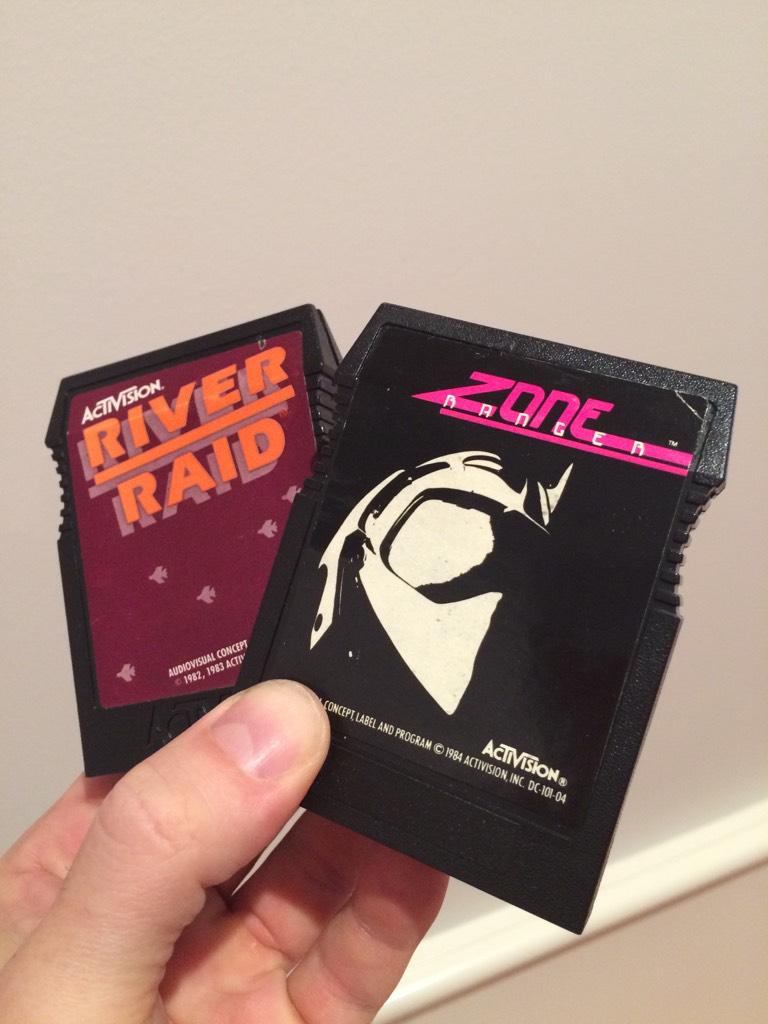 ACTIVISION.
RIVER
RAID
AUDIOVISUAL CONCEPT
© 1982, 1983
ZONE
RANGER ™
CONCEPT, LABEL AND PROGRAM © 1984 ACTIVISION, INC. DC-101-04
ACTIVISION®